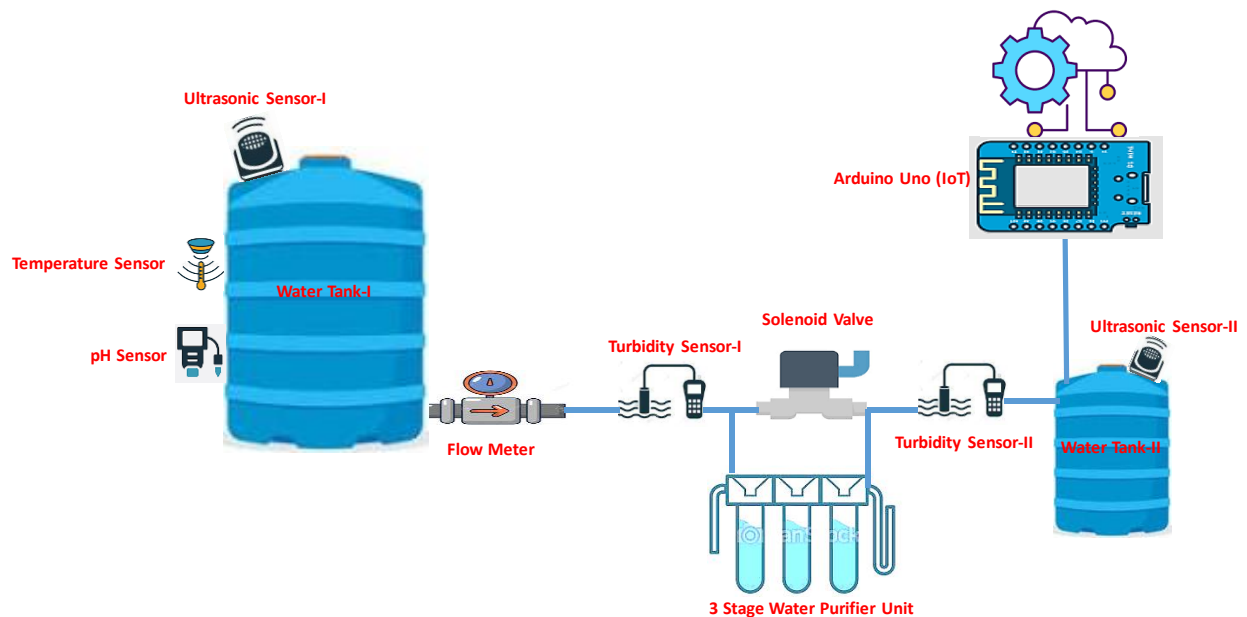 Ultrasonic Sensor-I
Arduino Uno (IoT)
Temperature Sensor
Water Tank-I
Solenoid Valve
Ultrasonic Sensor-II
pH Sensor
Turbidity Sensor-I
Flow Meter
Turbidity Sensor-II
Water Tank-II
3 Stage Water Purifier Unit